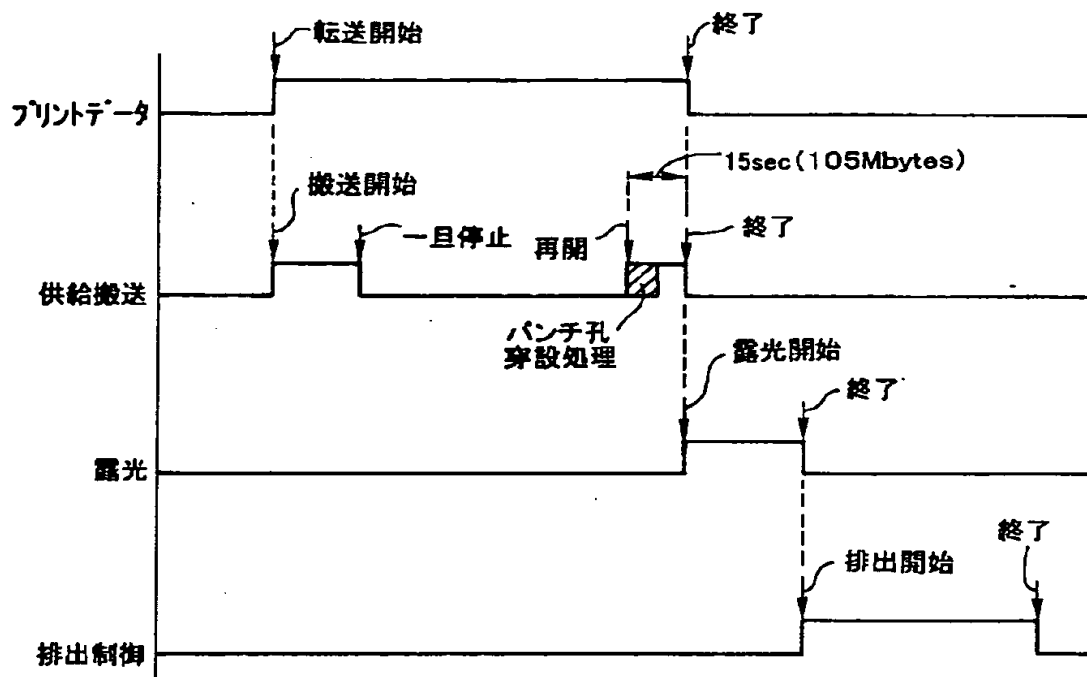 転送開始
終了
プリントデータ
15sec(105Mbytes)
搬送開始
一旦停止
再開
終了
供給搬送
パンチ孔
穿設処理
露光開始
終了
露光
終了
排出開始
排出制御